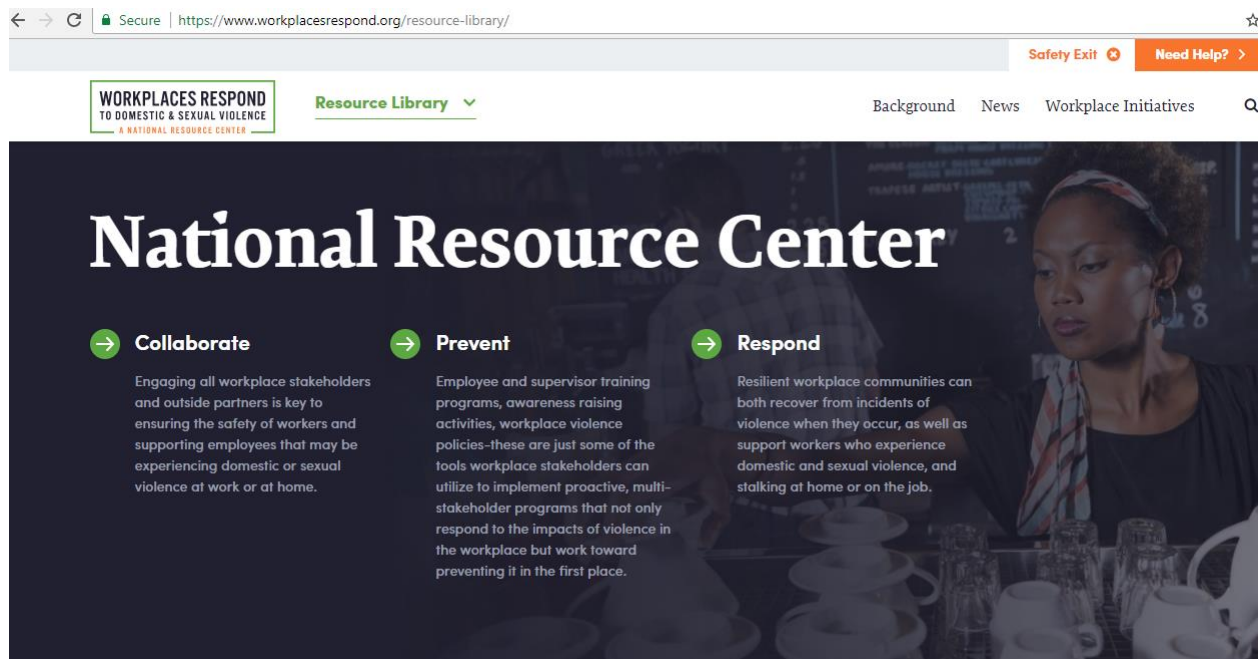 Secure | https://www.workplacesrespond.org/resource-library/
Safety Exit
Need Help?
WORKPLACES RESPOND
TO DOMESTIC & SEXUAL VIOLENCE
A NATIONAL RESOURCE CENTER
Resource Library
Background News Workplace Initiatives
National Resource Center
Collaborate
Engaging all workplace stakeholders
and outside partners is key to
ensuring the safety of workers and
supporting employees that may be
experiencing domestic or sexual
violence at work or at home.
Prevent
Employee and supervisor training
programs, awareness raising
activities, workplace violence
policies-these are just some of the
tools workplace stakeholders can
utilize to implement proactive, multi-
stakeholder programs that not only
respond to the impacts of violence in
the workplace but work toward
preventing it in the first place.
Respond
Resilient workplace communities can
both recover from incidents of
violence when they occur, as well as
support workers who experience
domestic and sexual violence, and
stalking at home or on the job.